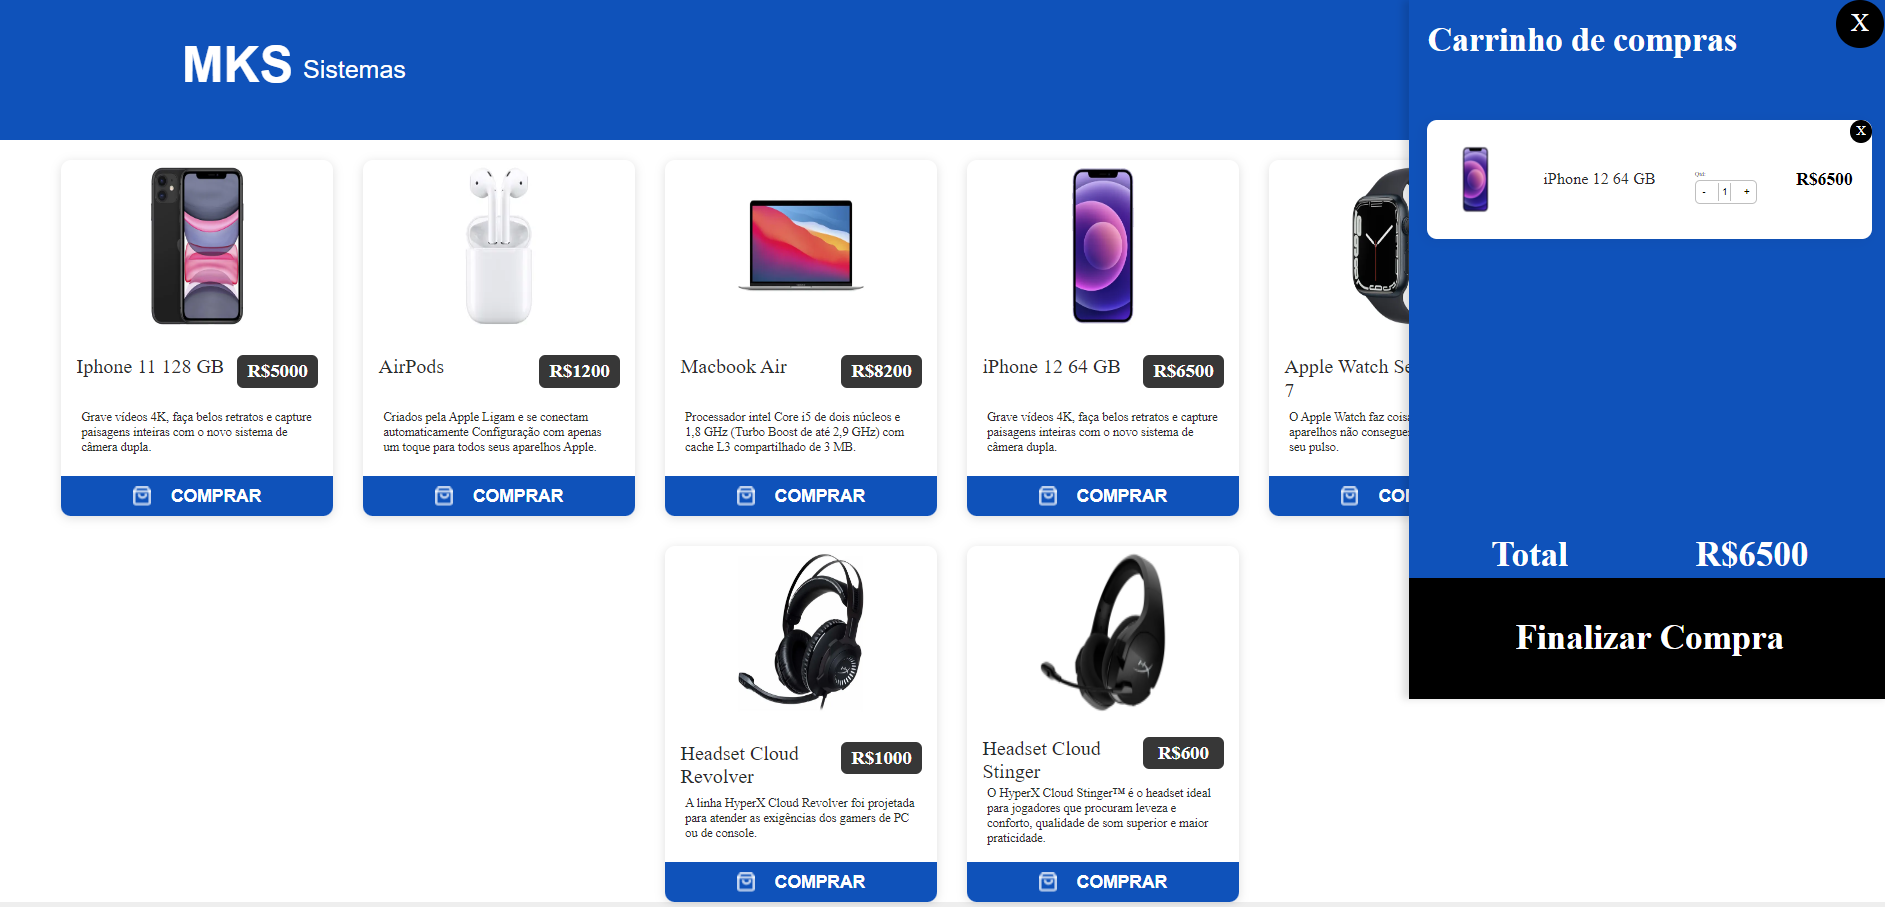 MKS Sistemas
Carrinho de compras
X
X
iPhone 12 64 GB
Qtd:
- 1 +
R$6500
Total R$6500
Finalizar Compra
Iphone 11 128 GB
R$5000
Grave vídeos 4K, faça belos retratos e capture
paisagens inteiras com o novo sistema de
câmera dupla.
COMPRAR
AirPods
R$1200
Criados pela Apple Ligam e se conectam
automaticamente Configuração com apenas
um toque para todos seus aparelhos Apple.
COMPRAR
Macbook Air
R$8200
Processador intel Core i5 de dois núcleos e
1,8 GHz (Turbo Boost de até 2,9 GHz) com
cache L3 compartilhado de 3 MB.
COMPRAR
iPhone 12 64 GB
R$6500
Grave vídeos 4K, faça belos retratos e capture
paisagens inteiras com o novo sistema de
câmera dupla.
COMPRAR
Apple Watch Se
7
O Apple Watch faz cois
aparelhos não consegue
seu pulso.
CO
Headset Cloud
Revolver
R$1000
A linha HyperX Cloud Revolver foi projetada
para atender as exigências dos gamers de PC
ou de console.
COMPRAR
Headset Cloud
Stinger
R$600
O HyperX Cloud Stinger™ é o headset ideal
para jogadores que procuram leveza e
conforto, qualidade de som superior e maior
praticidade.
COMPRAR